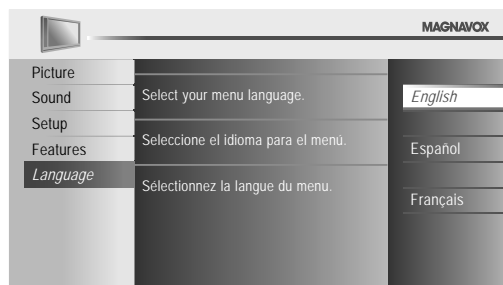 MAGNAVOX
Picture
Sound
Setup
Features
Language
Select your menu language.
Seleccione el idioma para el menú.
Sélectionnez la langue du menu.
English
Español
Français